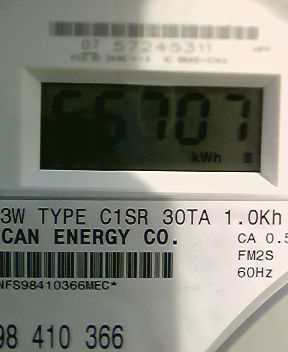 07 57245311
66707
kWh
3W TYPE C1SR 30TA 1.0Kh
CAN ENERGY CO.
CA 0.5
FM2S
60Hz
NFS98410366MEC*
98 410 366